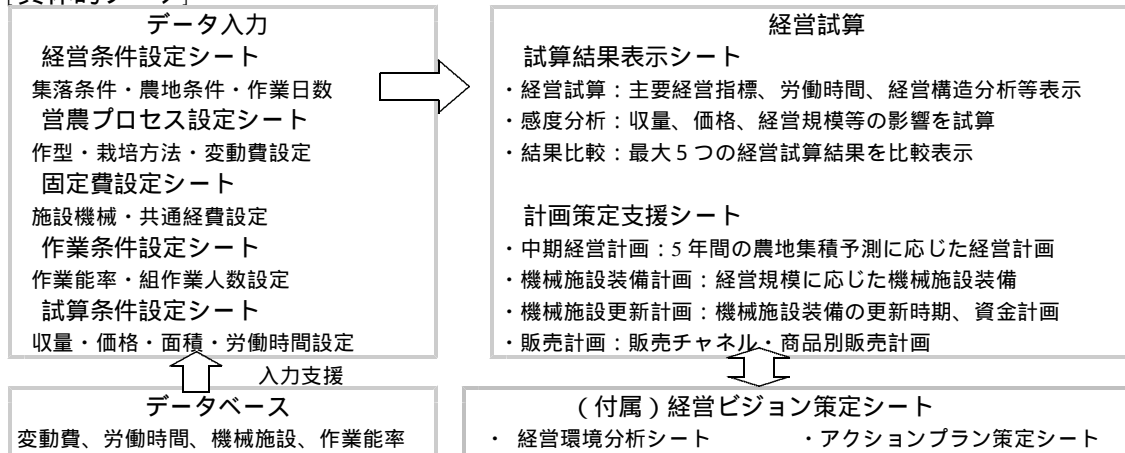 [具体的データ]
データ入力
経営条件設定シート
集落条件・農地条件・作業日数
営農プロセス設定シート
作型・栽培方法・変動費設定
固定費設定シート
施設機械・共通経費設定
作業条件設定シート
作業能率・組作業人数設定
試算条件設定シート
収量・価格・面積・労働時間設定
入力支援
データベース
変動費、労働時間、機械施設、作業能率
経営試算
試算結果表示シート
・経営試算：主要経営指標、労働時間、経営構造分析等表示
・感度分析：収量、価格、経営規模等の影響を試算
・結果比較：最大５つの経営試算結果を比較表示
計画策定支援シート
・中期経営計画：5年間の農地集積予測に応じた経営計画
・機械施設装備計画：経営規模に応じた機械施設装備
・機械施設更新計画：機械施設装備の更新時期、資金計画
・販売計画：販売チャネル・商品別販売計画
（付属）経営ビジョン策定シート
・ 経営環境分析シート ・アクションプラン策定シート